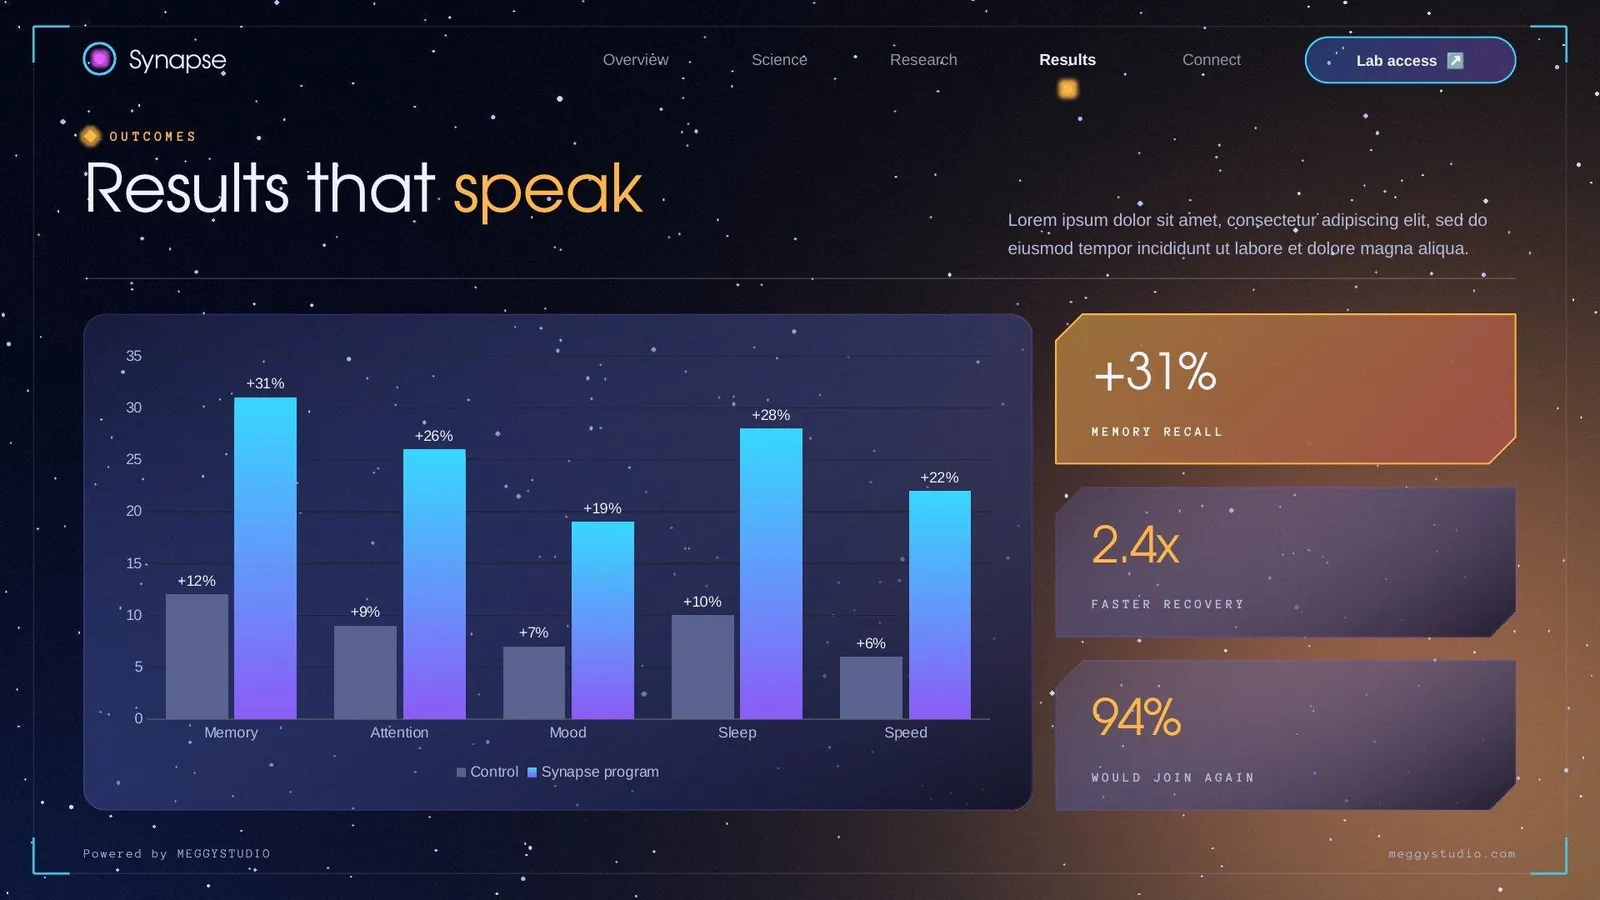 Synapse
Overview
Science
Research
Results
Connect
Lab access ↗
OUTCOMES
Results that speak
Lorem ipsum dolor sit amet, consectetur adipiscing elit, sed do
eiusmod tempor incididunt ut labore et dolore magna aliqua.
35
30
25
20
15
10
5
0
+12%
+31%
+9%
+26%
+7%
+19%
+10%
+28%
+6%
+22%
Memory
Attention
Mood
Sleep
Speed
Control
Synapse program
+31%
MEMORY RECALL
2.4x
FASTER RECOVERY
94%
WOULD JOIN AGAIN
Powered by MEGGYSTUDIO
meggystudio.com